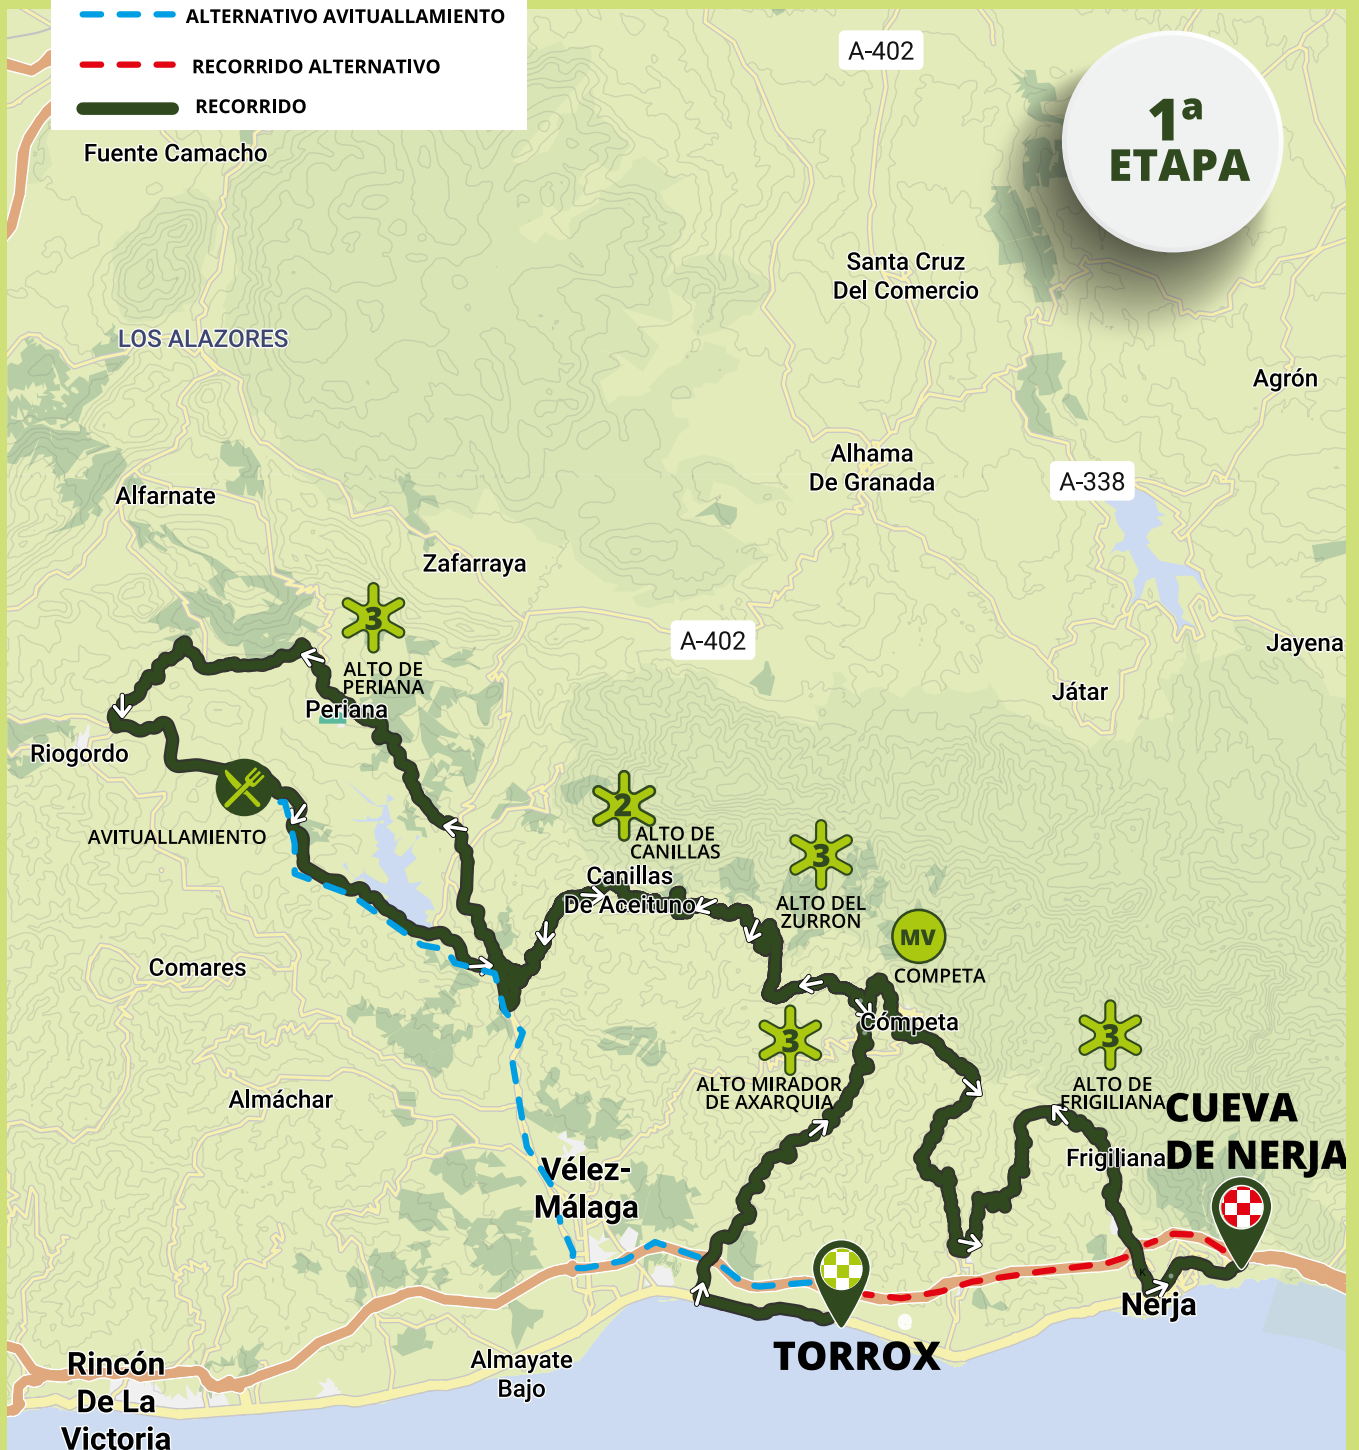 ALTERNATIVO AVITUALLAMIENTO
RECORRIDO ALTERNATIVO
RECORRIDO
A-402
1ª
ETAPA
Fuente Camacho
Santa Cruz
Del Comercio
LOS ALAZORES
Agrón
Alhama
De Granada
A-338
Alfarnate
Zafarraya
3
ALTO DE
PERIANA
A-402
Jayena
Játar
Periana
Riogordo
2
ALTO DE
CANILLAS
AVITUALLAMIENTO
3
ALTO DEL
ZURRON
Canillas
De Aceituno
MV
COMPETA
Comares
Cómpeta
3
ALTO MIRADOR
DE AXARQUIA
3
ALTO DE
FRIGILIANA
Almáchar
CUEVA
DE NERJA
Frigiliana
Vélez-
Málaga
K
Nerja
TORROX
Almayate
Bajo
Rincón
De La
Victoria